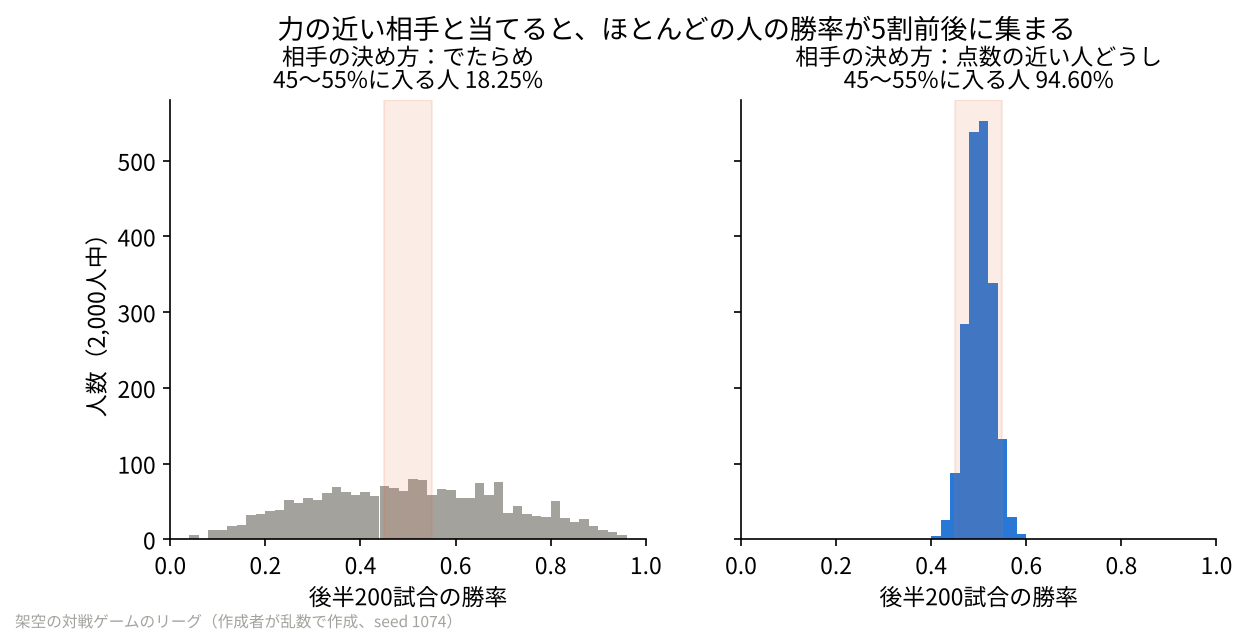 力の近い相手と当てると、ほとんどの人の勝率が5割前後に集まる
相手の決め方：でたらめ
45～55%に入る人 18.25%
相手の決め方：点数の近い人どうし
45～55%に入る人 94.60%
人数（2,000人中）
500
400
300
200
100
0
0.0 0.2 0.4 0.6 0.8 1.0
後半200試合の勝率
0.0 0.2 0.4 0.6 0.8 1.0
後半200試合の勝率
架空の対戦ゲームのリーグ（作成者が乱数で作成、seed 1074）